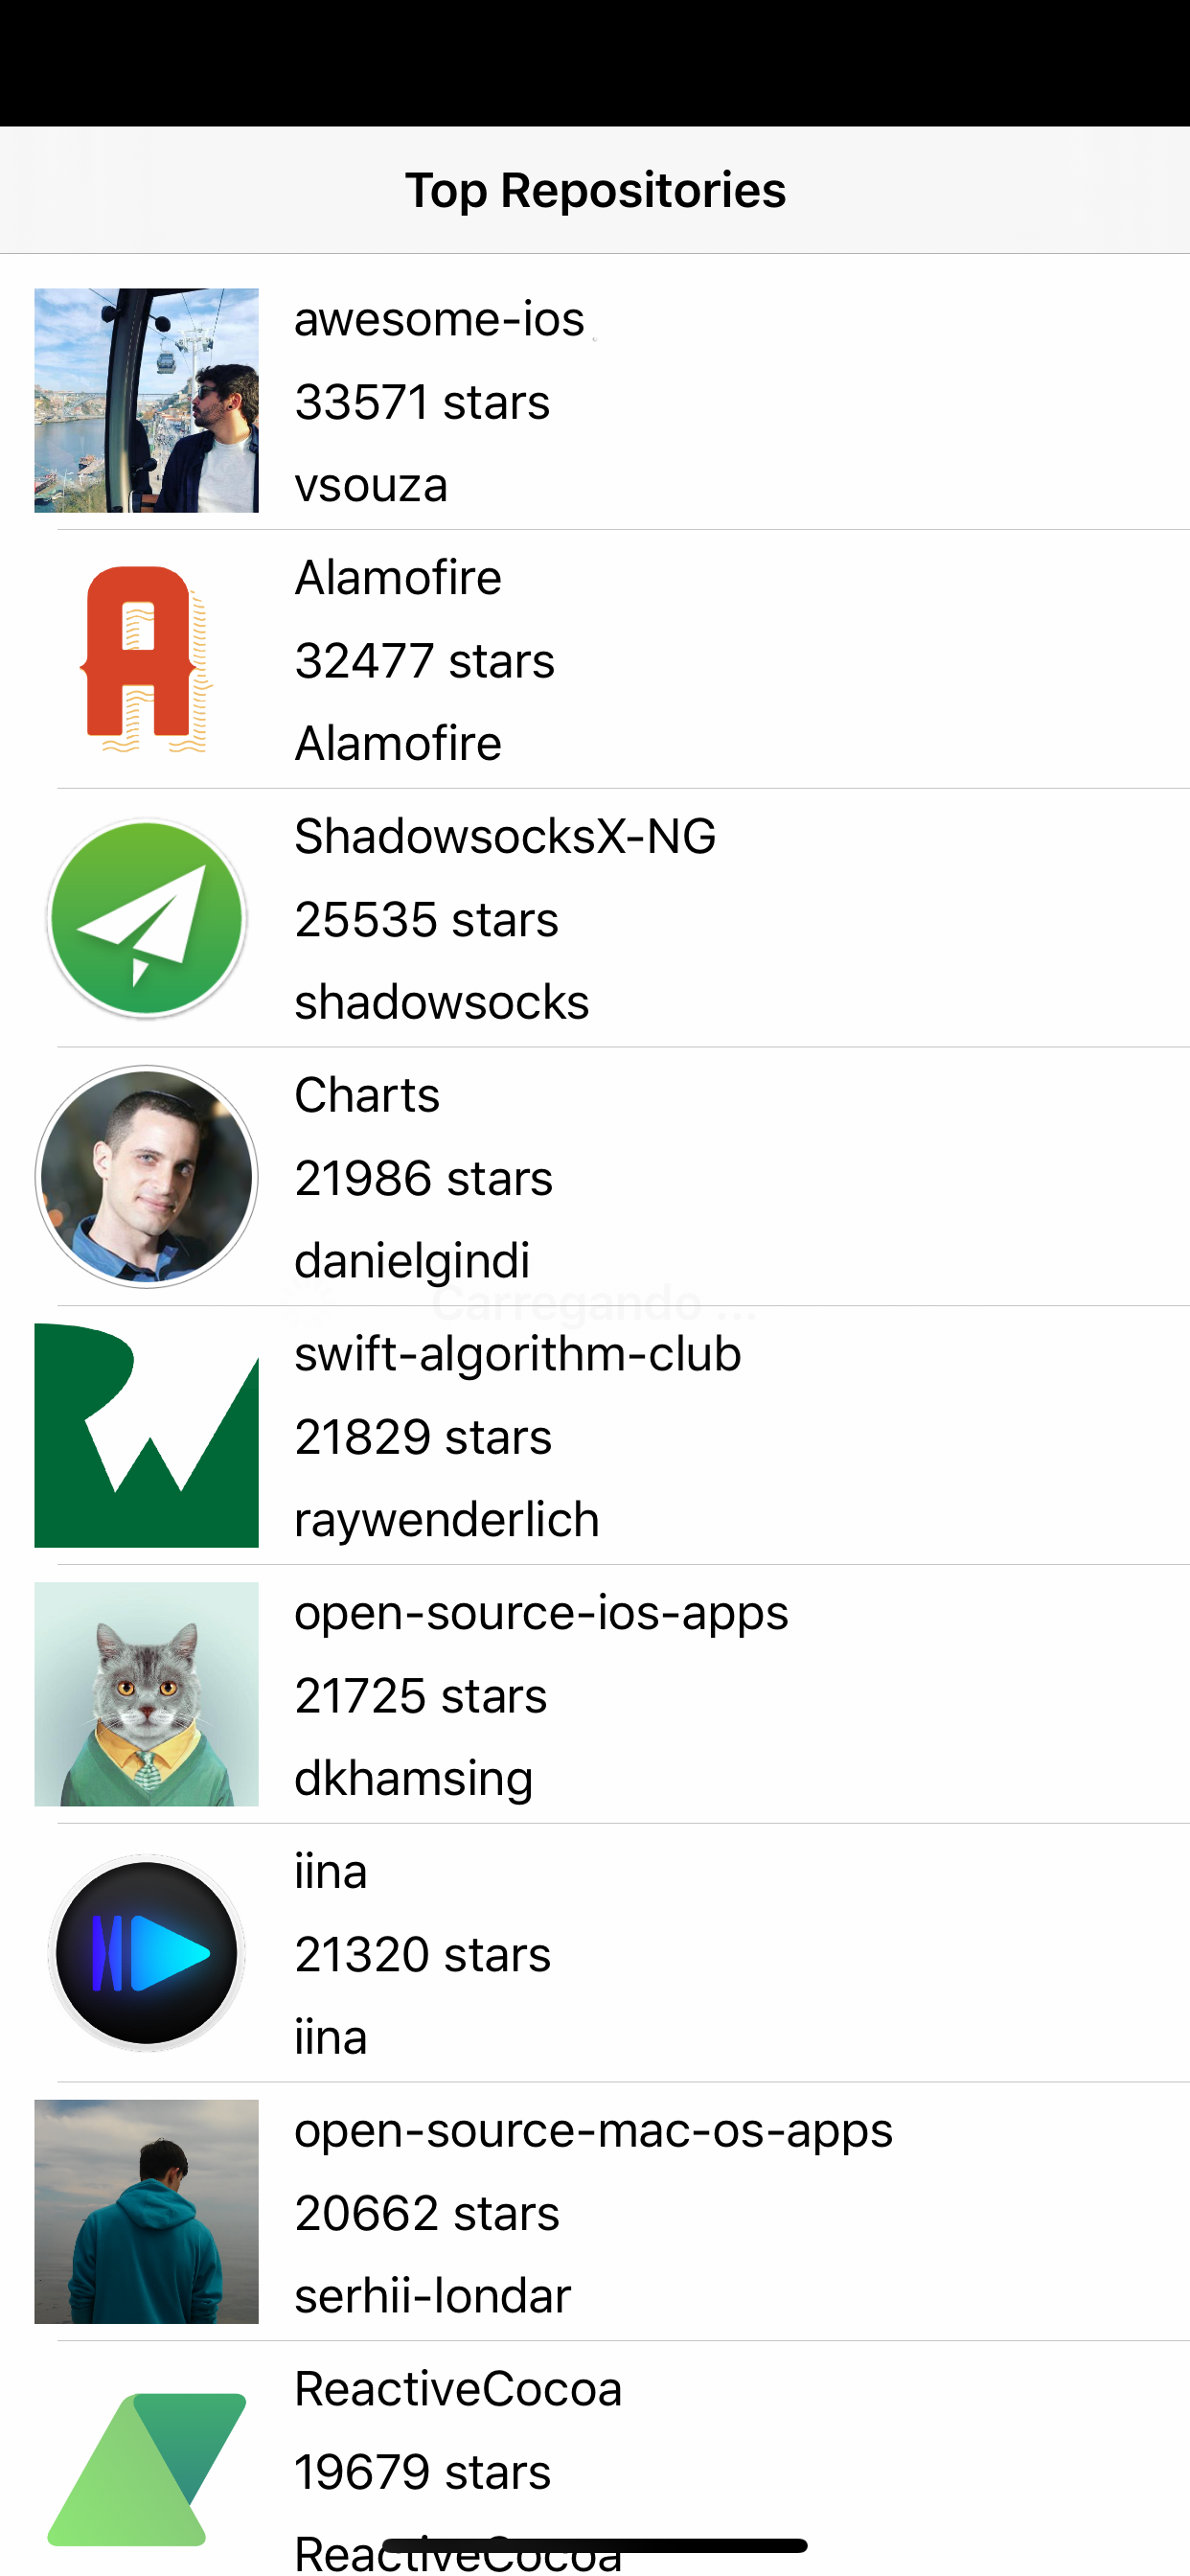 Top Repositories
awesome-ios
33571 stars
vsouza
Alamofire
32477 stars
Alamofire
ShadowsocksX-NG
25535 stars
shadowsocks
Charts
21986 stars
danielgindi
Carregando ...
swift-algorithm-club
21829 stars
raywenderlich
open-source-ios-apps
21725 stars
dkhamsing
iina
21320 stars
iina
open-source-mac-os-apps
20662 stars
serhii-londar
ReactiveCocoa
19679 stars
ReactiveCocoa